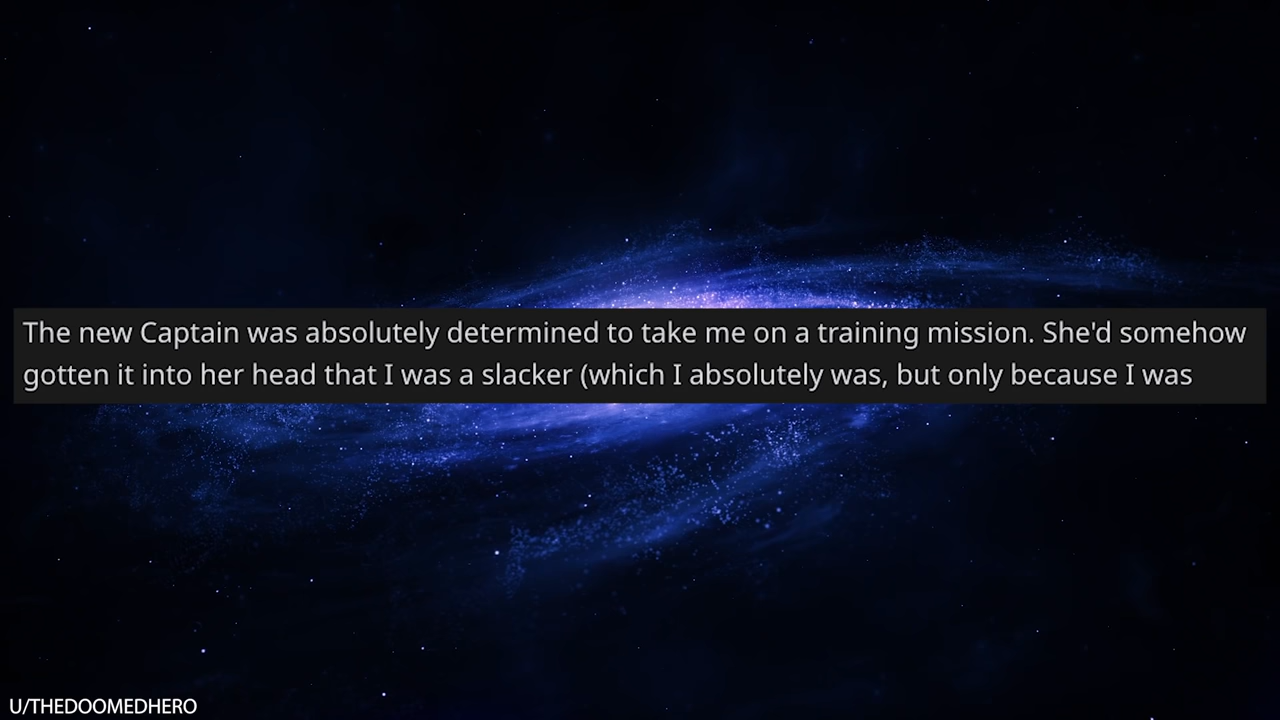 The new Captain was absolutely determined to take me on a training mission. She'd somehow
gotten it into her head that I was a slacker (which I absolutely was, but only because I was
U/THEDOOMEDHERO